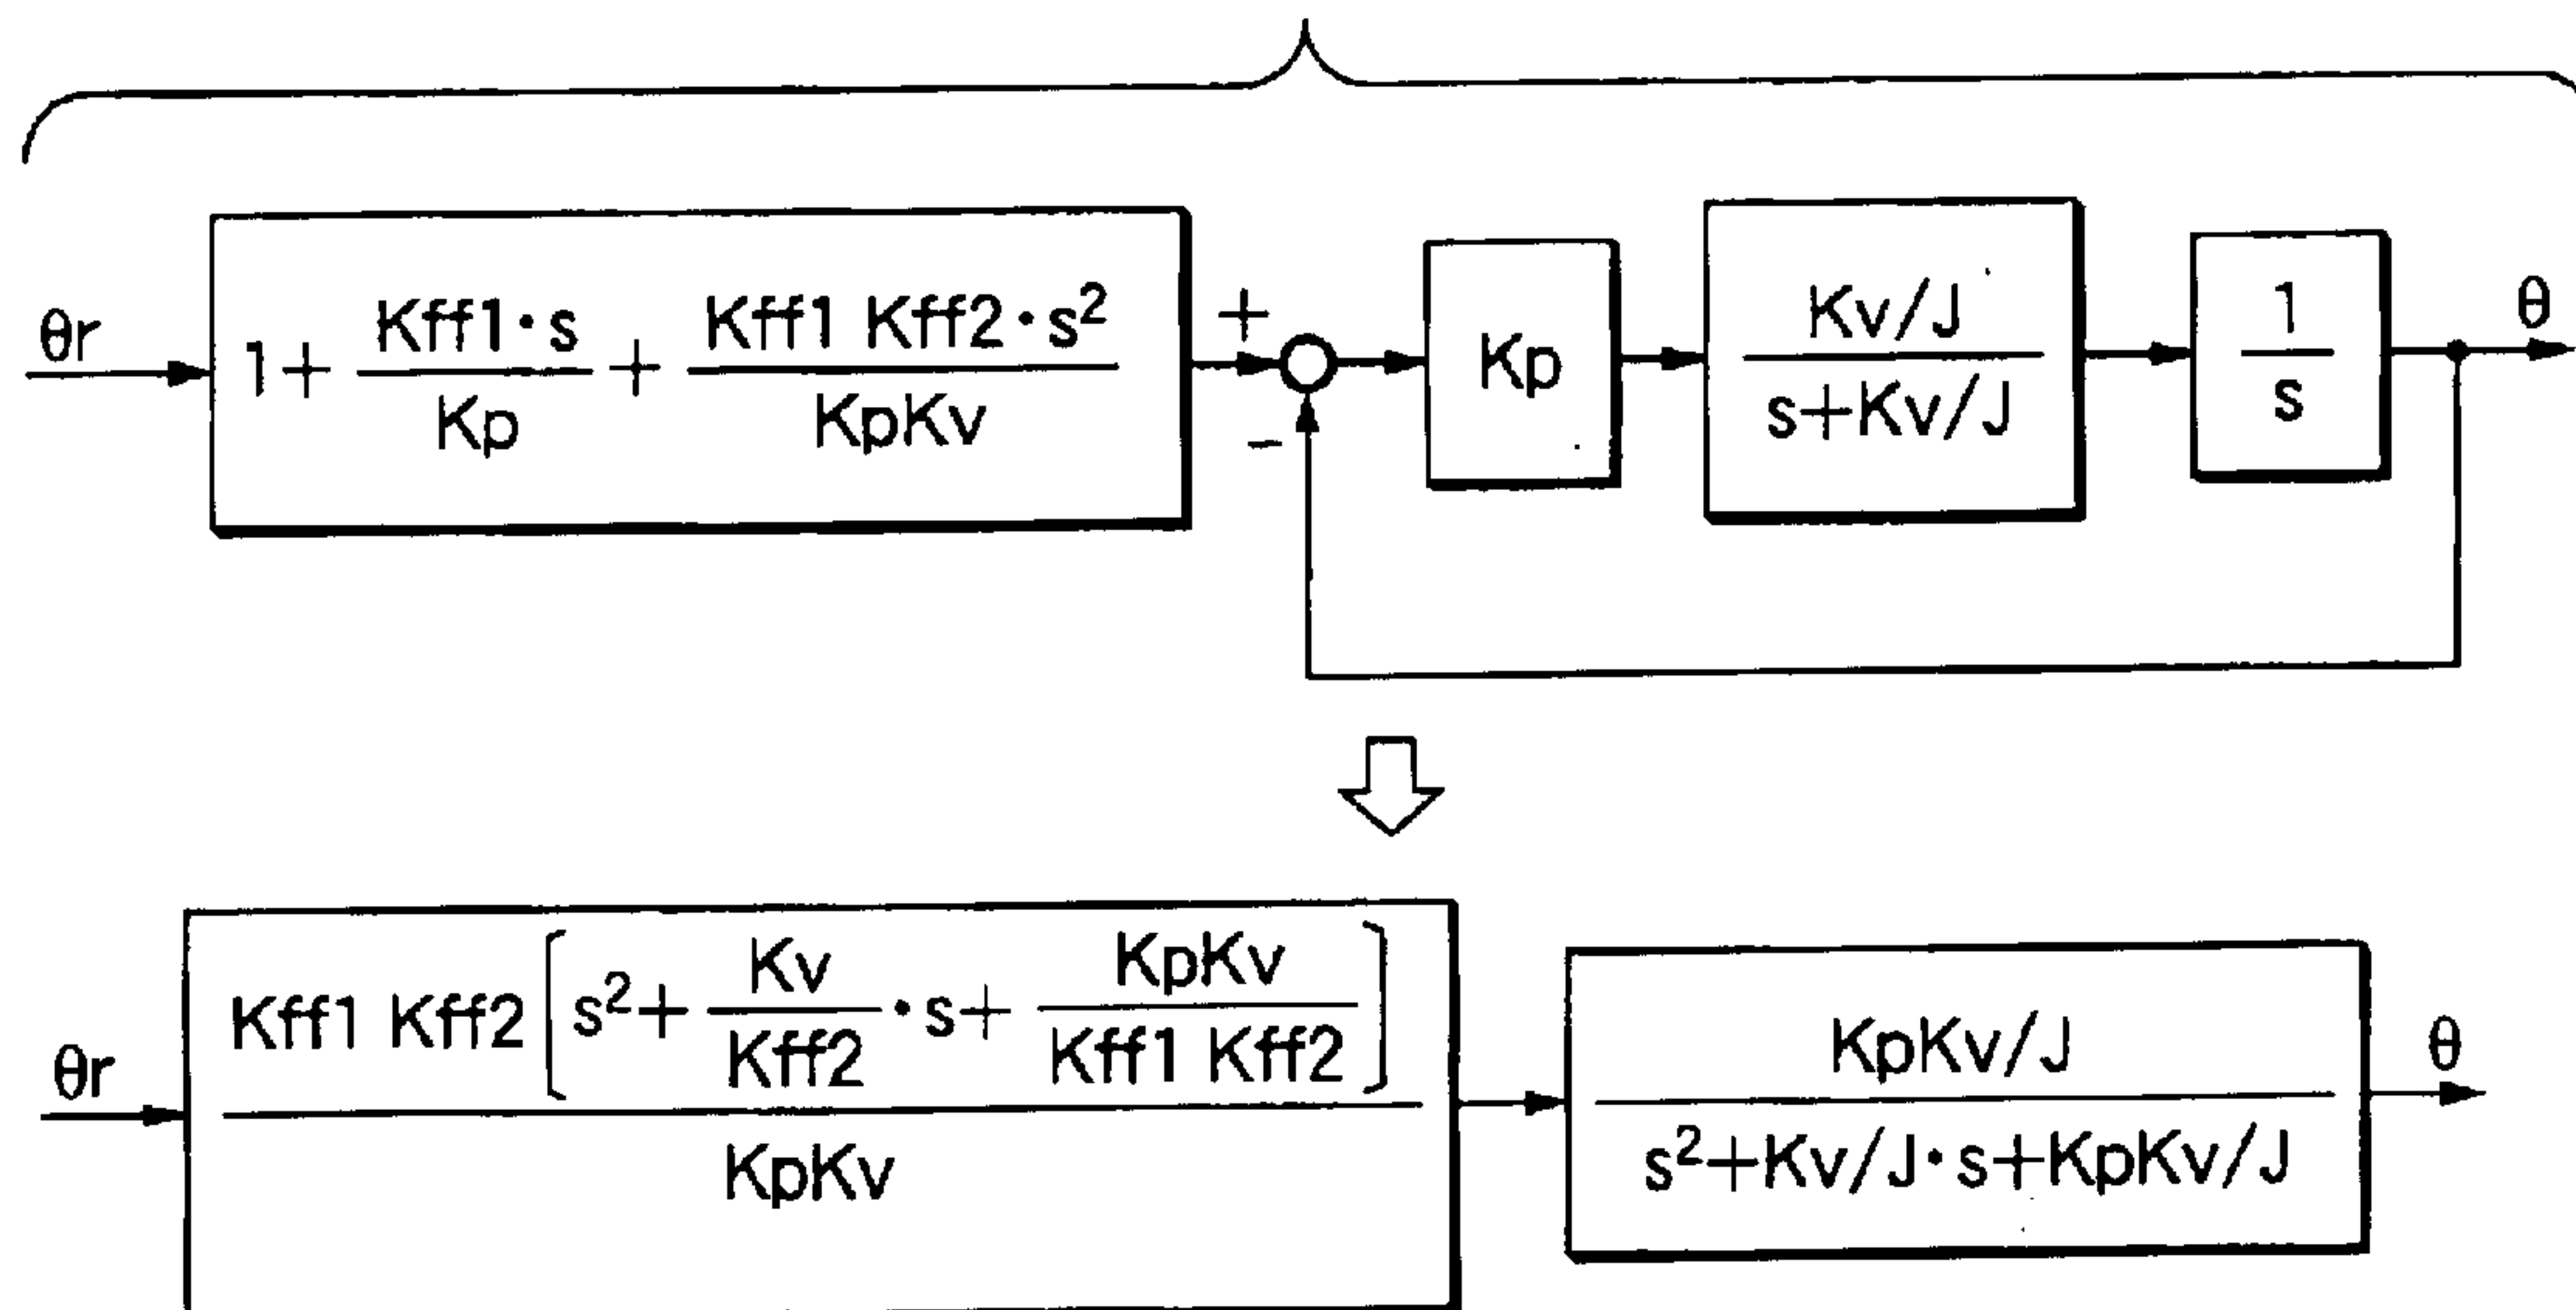 θr
1+ Kff1·s/Kp + Kff1 Kff2·s²/KpKv
+
−
Kp
Kv/J
s+Kv/J
1
s
θ
θr
Kff1 Kff2 [s²+ Kv/Kff2 ·s+ KpKv/Kff1 Kff2]
KpKv
KpKv/J
s²+Kv/J·s+KpKv/J
θ